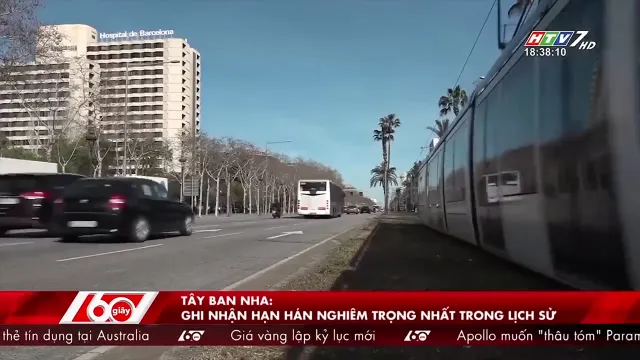 Hospital de Barcelona
HTV7 HD
18:38:10
60 giây
TÂY BAN NHA:
GHI NHẬN HẠN HÁN NGHIÊM TRỌNG NHẤT TRONG LỊCH SỬ
thẻ tín dụng tại Australia 60 Giá vàng lập kỷ lục mới 60 Apollo muốn "thâu tóm" Param